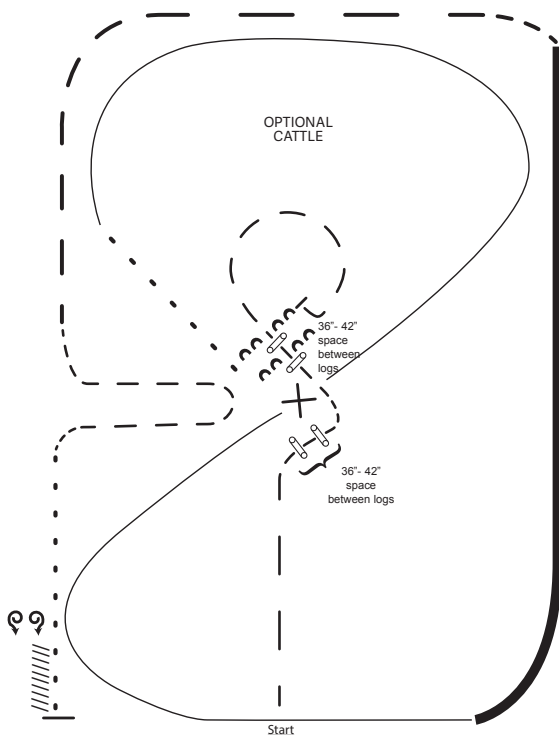 OPTIONAL
CATTLE
36"- 42"
space
between
logs
36"- 42"
space
between logs
Start